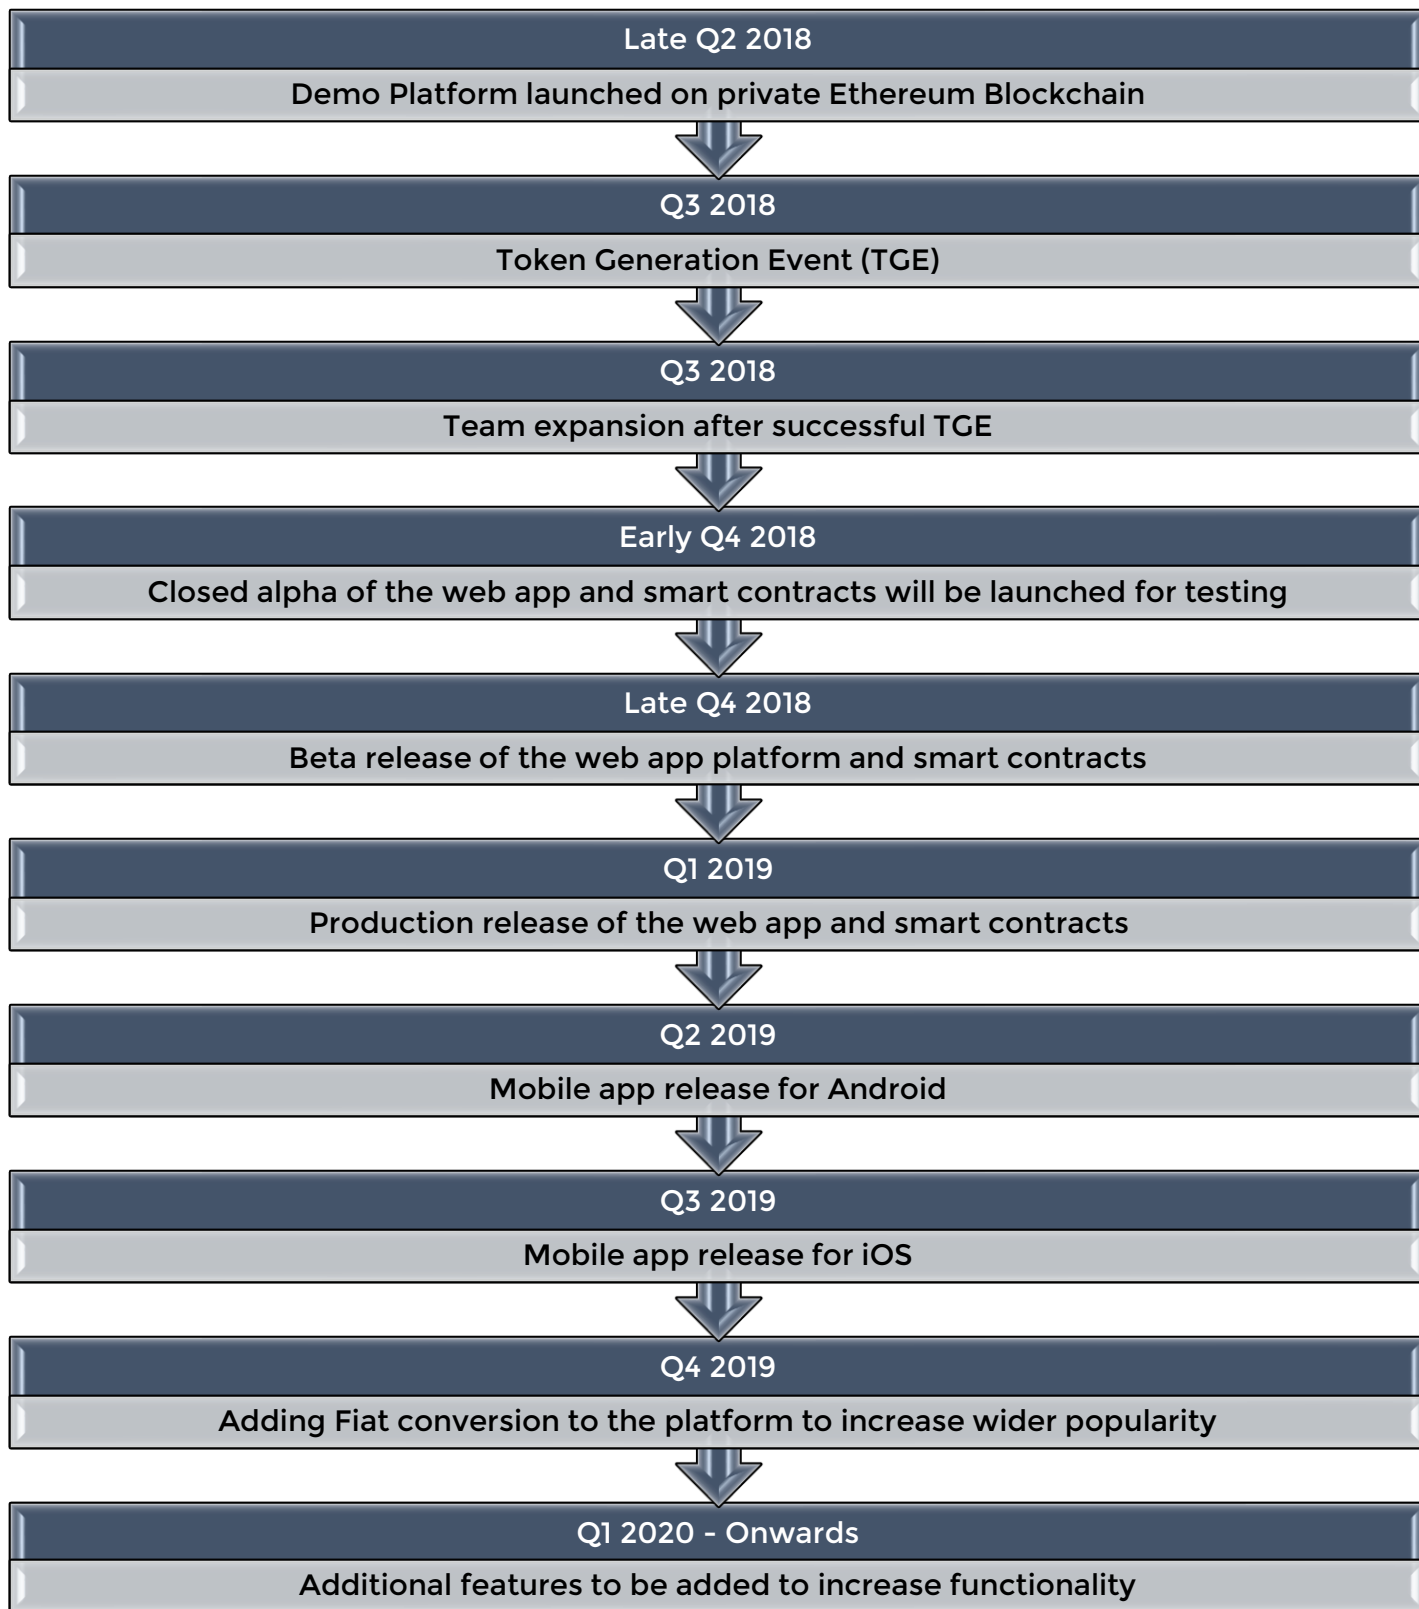 Late Q2 2018
Demo Platform launched on private Ethereum Blockchain
Q3 2018
Token Generation Event (TGE)
Q3 2018
Team expansion after successful TGE
Early Q4 2018
Closed alpha of the web app and smart contracts will be launched for testing
Late Q4 2018
Beta release of the web app platform and smart contracts
Q1 2019
Production release of the web app and smart contracts
Q2 2019
Mobile app release for Android
Q3 2019
Mobile app release for iOS
Q4 2019
Adding Fiat conversion to the platform to increase wider popularity
Q1 2020 - Onwards
Additional features to be added to increase functionality